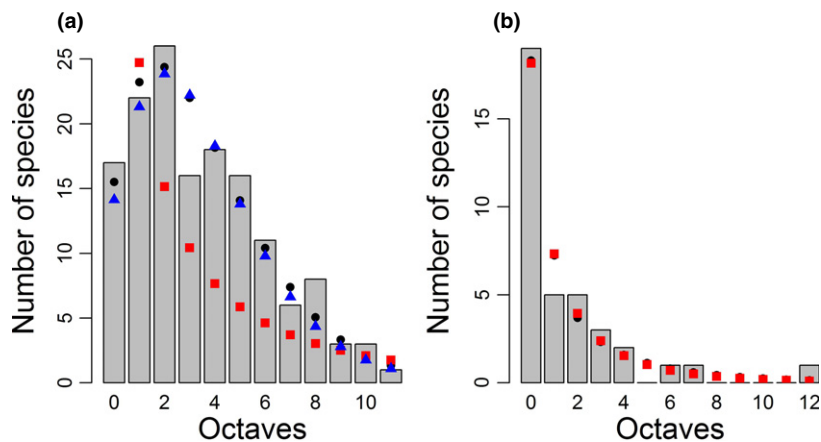 (a)
Number of species
0 5 10 15 20 25
0 2 4 6 8 10
Octaves
(b)
Number of species
0 5 10 15
0 2 4 6 8 10 12
Octaves